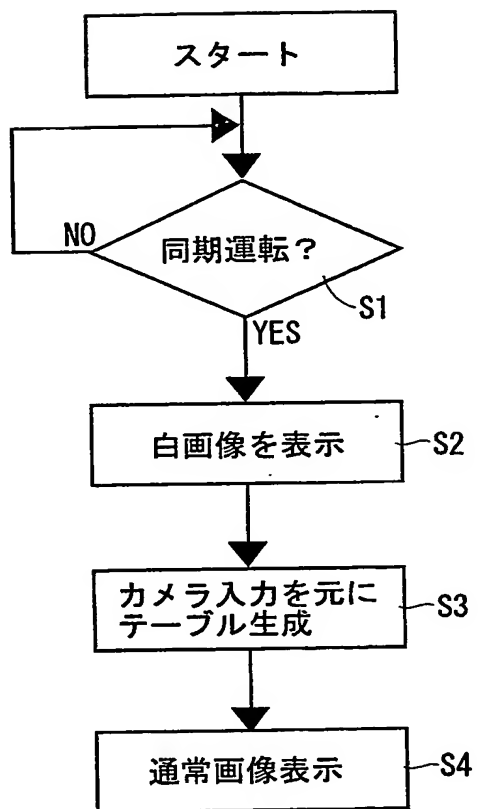 スタート
NO
同期運転?
S1
YES
白画像を表示
S2
カメラ入力を元に
テーブル生成
S3
通常画像表示
S4